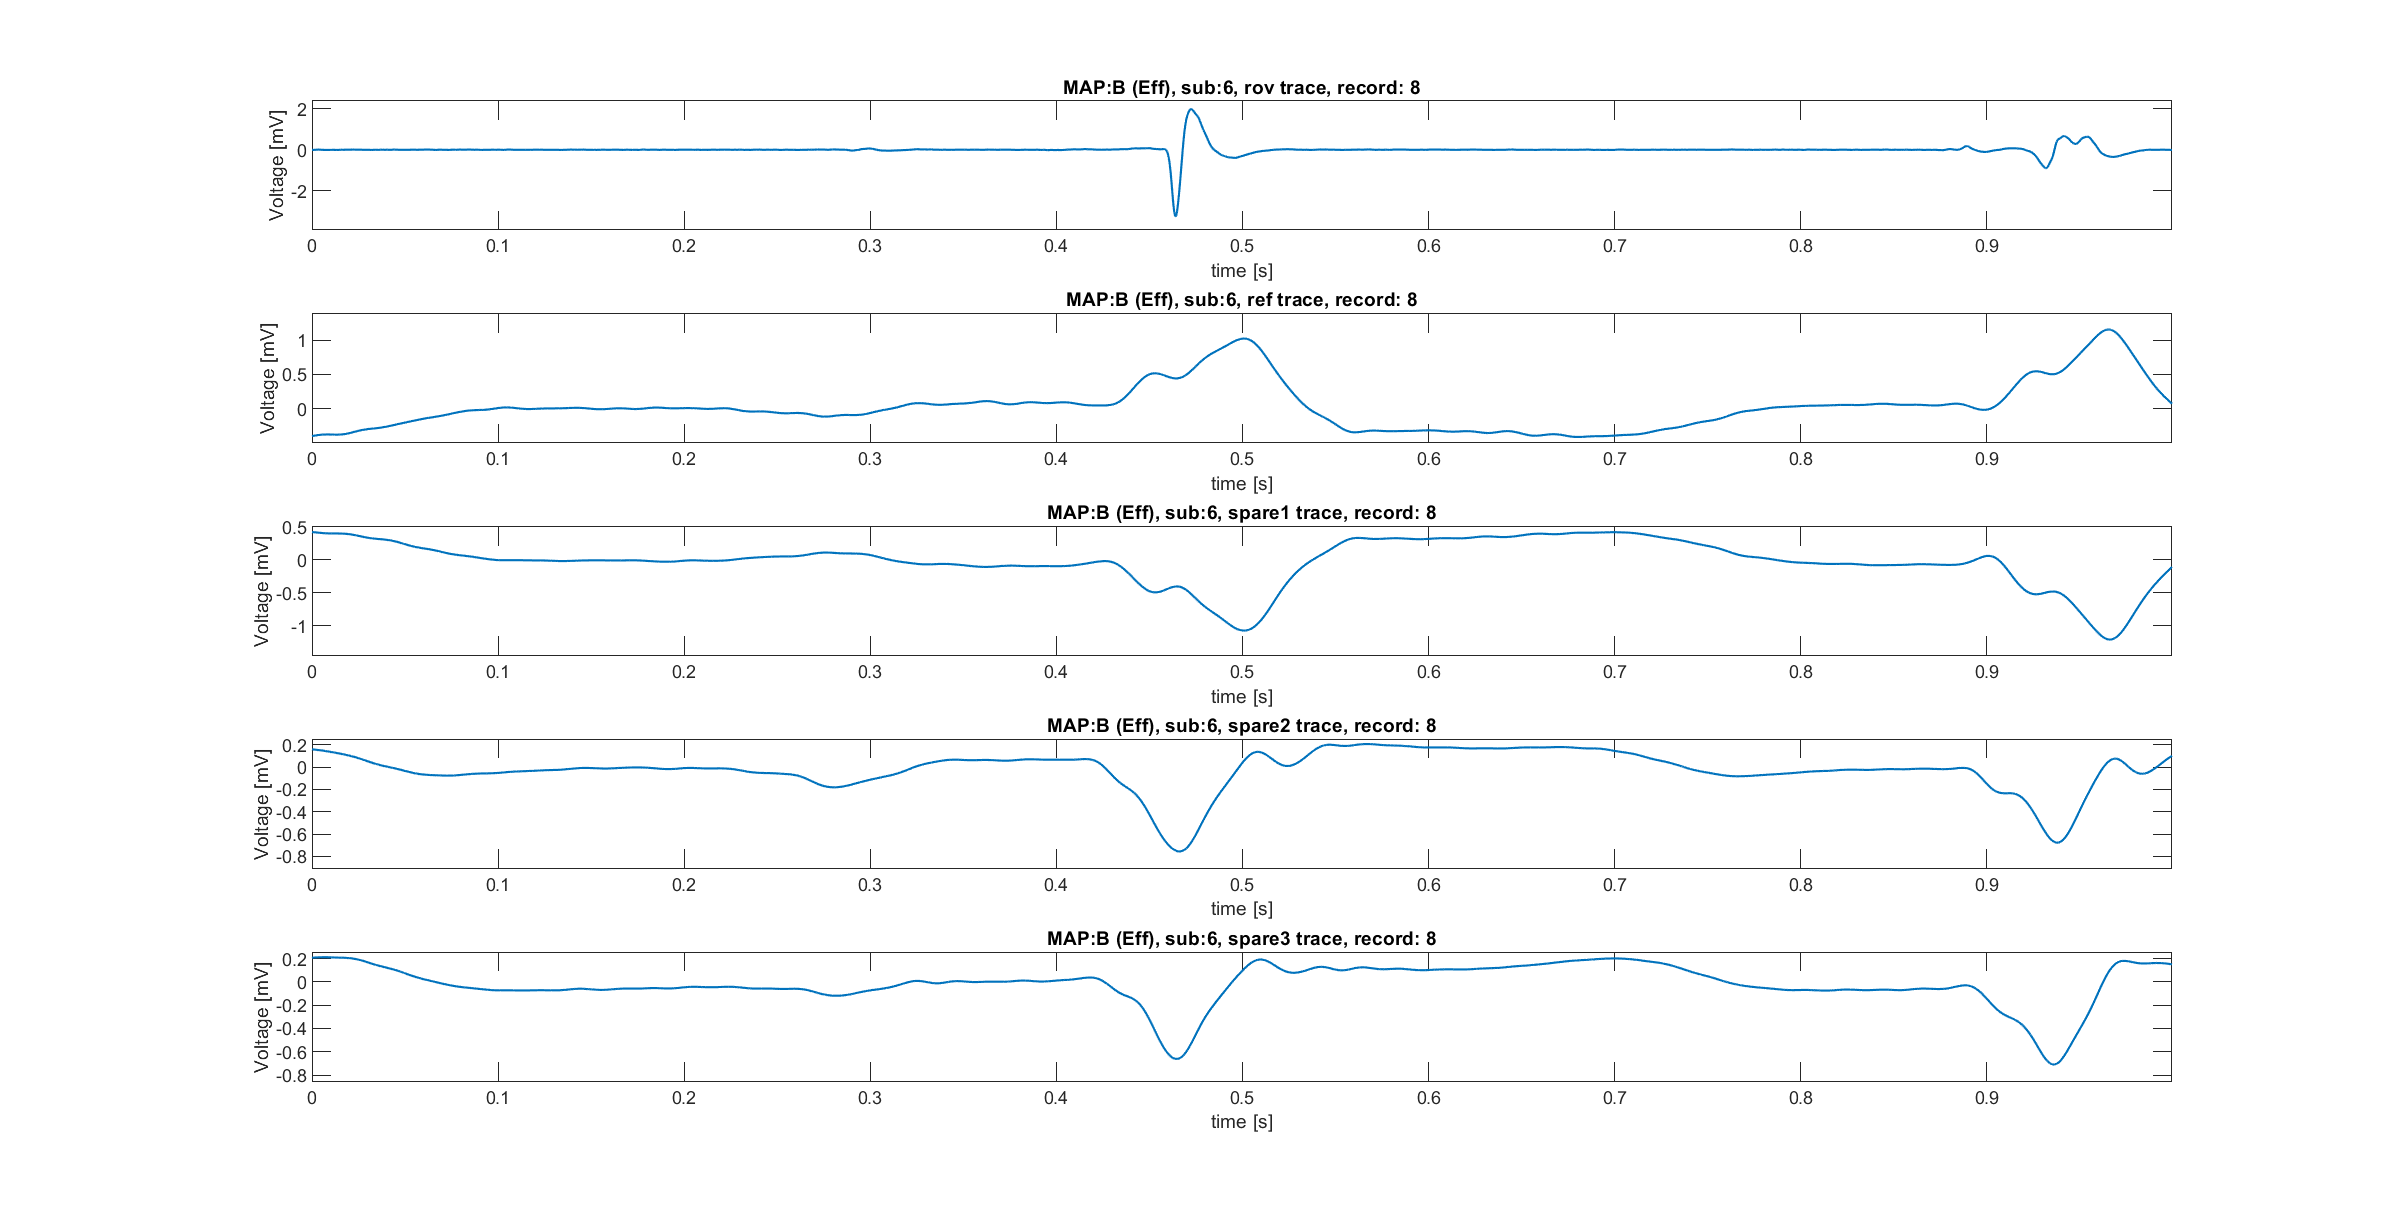 MAP:B (Eff), sub:6, rov trace, record: 8
Voltage [mV]
2
0
-2
0 0.1 0.2 0.3 0.4 0.5 0.6 0.7 0.8 0.9
time [s]
MAP:B (Eff), sub:6, ref trace, record: 8
Voltage [mV]
1
0.5
0
0 0.1 0.2 0.3 0.4 0.5 0.6 0.7 0.8 0.9
time [s]
MAP:B (Eff), sub:6, spare1 trace, record: 8
Voltage [mV]
0.5
0
-0.5
-1
0 0.1 0.2 0.3 0.4 0.5 0.6 0.7 0.8 0.9
time [s]
MAP:B (Eff), sub:6, spare2 trace, record: 8
Voltage [mV]
0.2
0
-0.2
-0.4
-0.6
-0.8
0 0.1 0.2 0.3 0.4 0.5 0.6 0.7 0.8 0.9
time [s]
MAP:B (Eff), sub:6, spare3 trace, record: 8
Voltage [mV]
0.2
0
-0.2
-0.4
-0.6
-0.8
0 0.1 0.2 0.3 0.4 0.5 0.6 0.7 0.8 0.9
time [s]